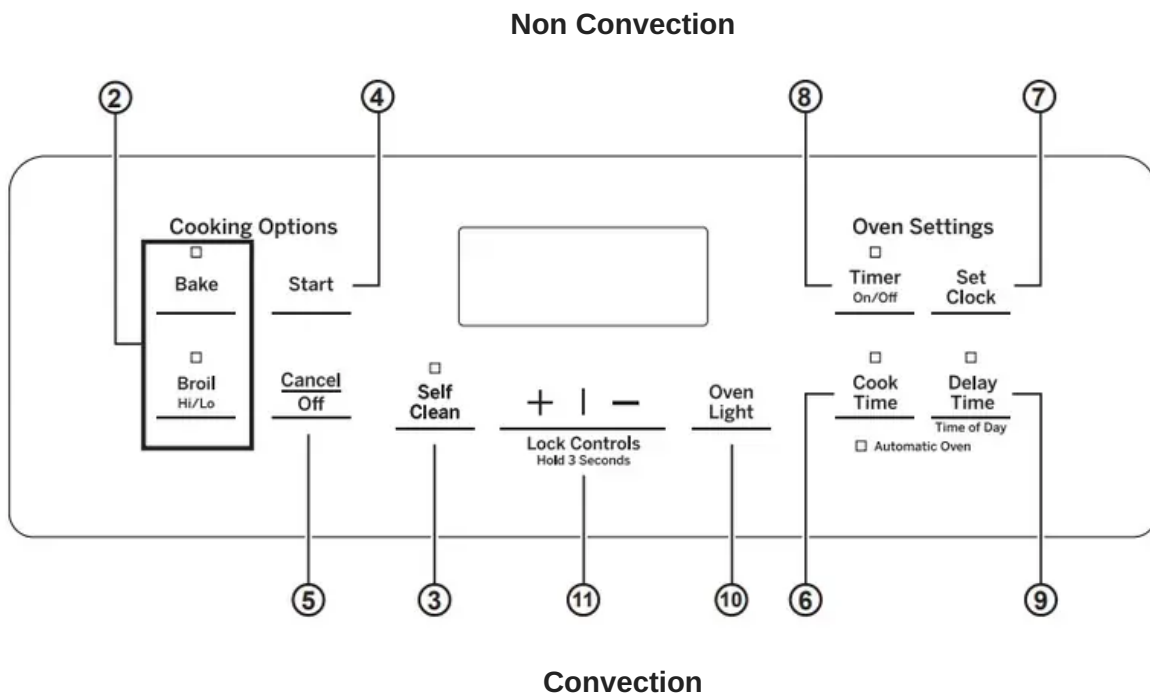 Non Convection
2 4 8 7
Cooking Options
Oven Settings
Bake
Start
Timer
On/Off
Set
Clock
Broil
Hi/Lo
Cancel
Off
Self
Clean
+ | −
Lock Controls
Hold 3 Seconds
Oven
Light
Cook
Time
Delay
Time
Time of Day
Automatic Oven
5 3 11 10 6 9
Convection